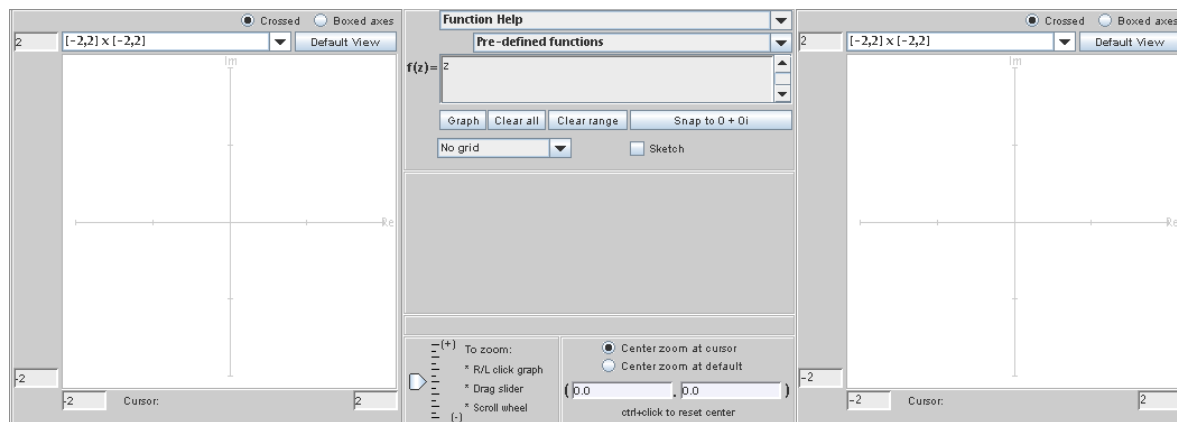 Crossed Boxed axes
2 [-2,2] x [-2,2] Default View
Im
Re
-2
-2 Cursor: 2
Function Help
Pre-defined functions
f(z)= z
Graph Clear all Clear range Snap to 0 + 0i
No grid Sketch
(+) To zoom:
* R/L click graph
* Drag slider
* Scroll wheel
(-)
Center zoom at cursor
Center zoom at default
( 0.0 , 0.0 )
ctrl+click to reset center
Crossed Boxed axes
2 [-2,2] x [-2,2] Default View
Im
Re
-2
-2 Cursor: 2